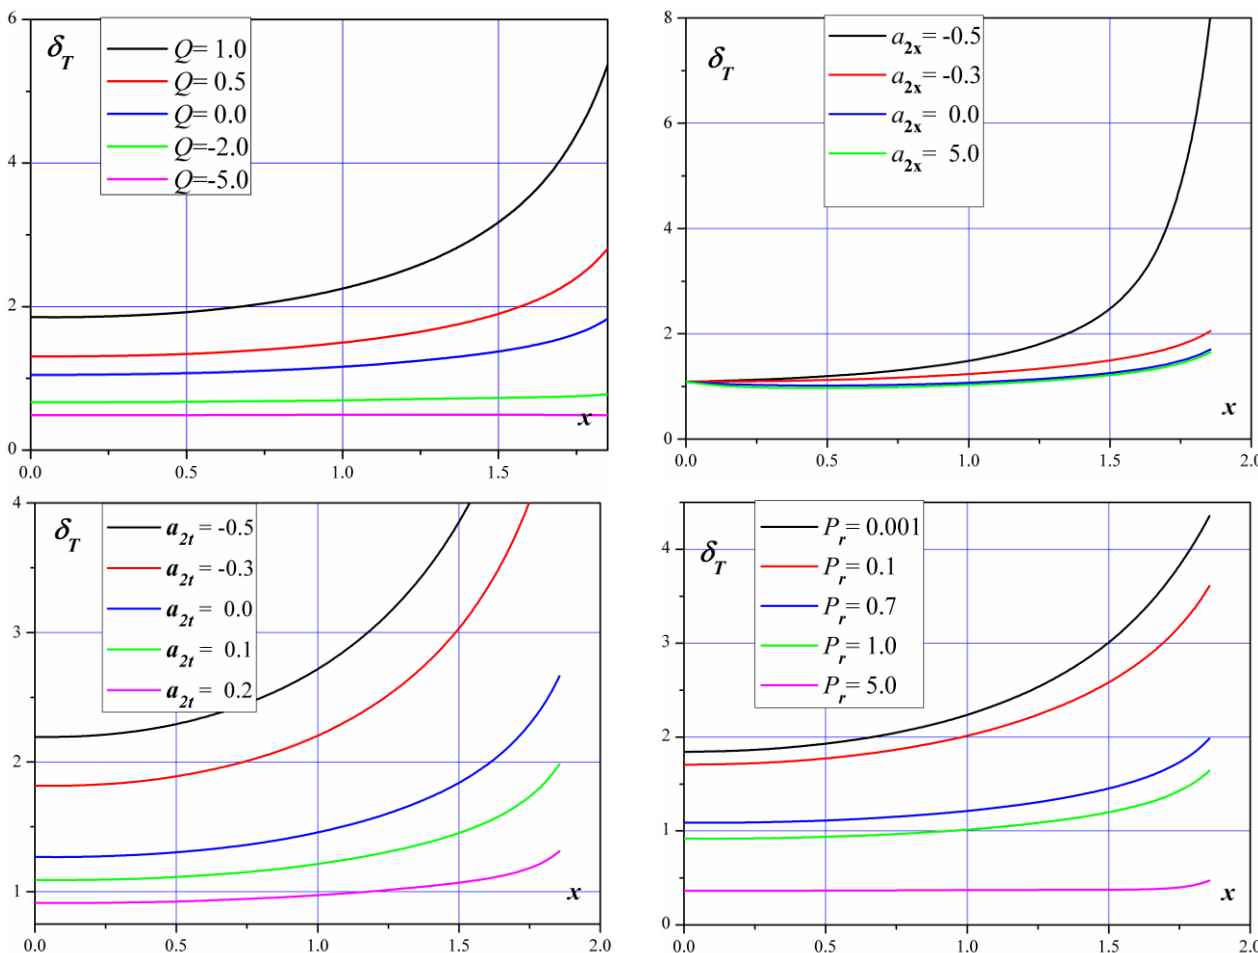 6
4
2
0
δT
Q= 1.0
Q= 0.5
Q= 0.0
Q=-2.0
Q=-5.0
x
0.0 0.5 1.0 1.5
8
6
4
2
0
δT
a2x= -0.5
a2x= -0.3
a2x= 0.0
a2x= 5.0
x
0.0 0.5 1.0 1.5 2.0
4
3
2
1
δT
a2t= -0.5
a2t= -0.3
a2t= 0.0
a2t= 0.1
a2t= 0.2
x
0.0 0.5 1.0 1.5 2.0
4
3
2
1
0
δT
Pr= 0.001
Pr= 0.1
Pr= 0.7
Pr= 1.0
Pr= 5.0
x
0.0 0.5 1.0 1.5 2.0